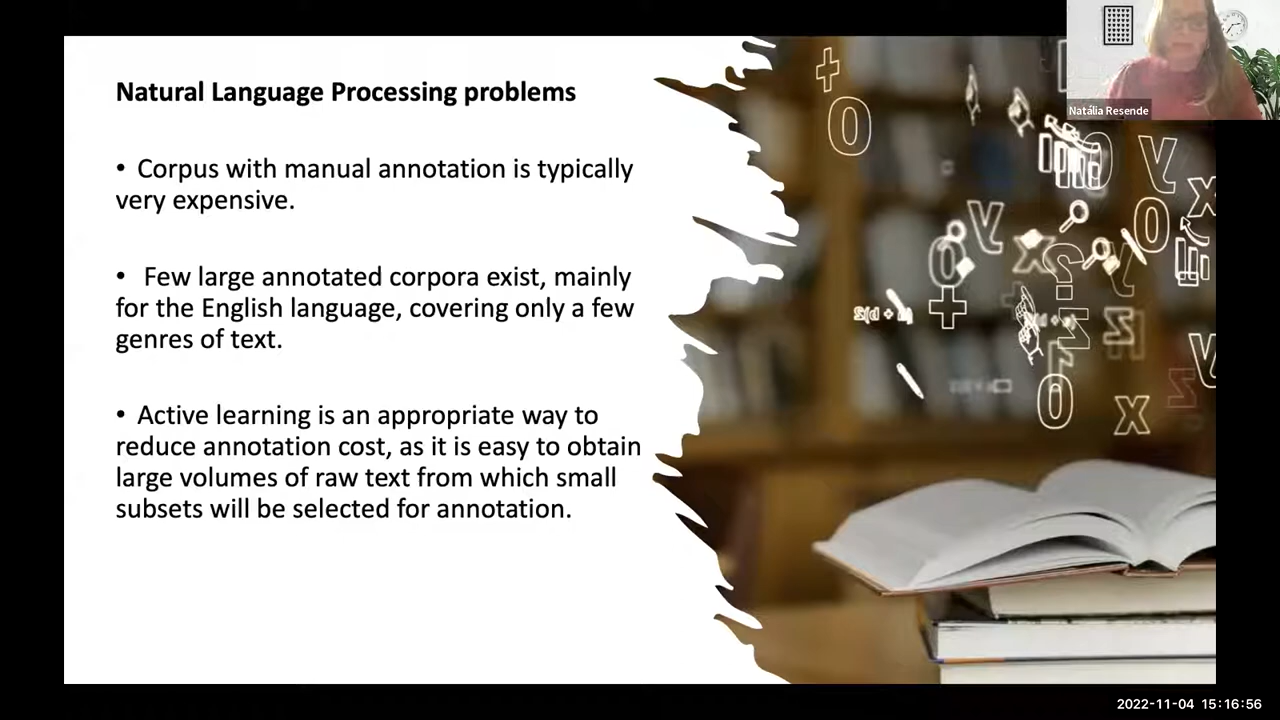 Natural Language Processing problems
• Corpus with manual annotation is typically
very expensive.
• Few large annotated corpora exist, mainly
for the English language, covering only a few
genres of text.
• Active learning is an appropriate way to
reduce annotation cost, as it is easy to obtain
large volumes of raw text from which small
subsets will be selected for annotation.
Natália Resende
2022-11-04 15:16:56